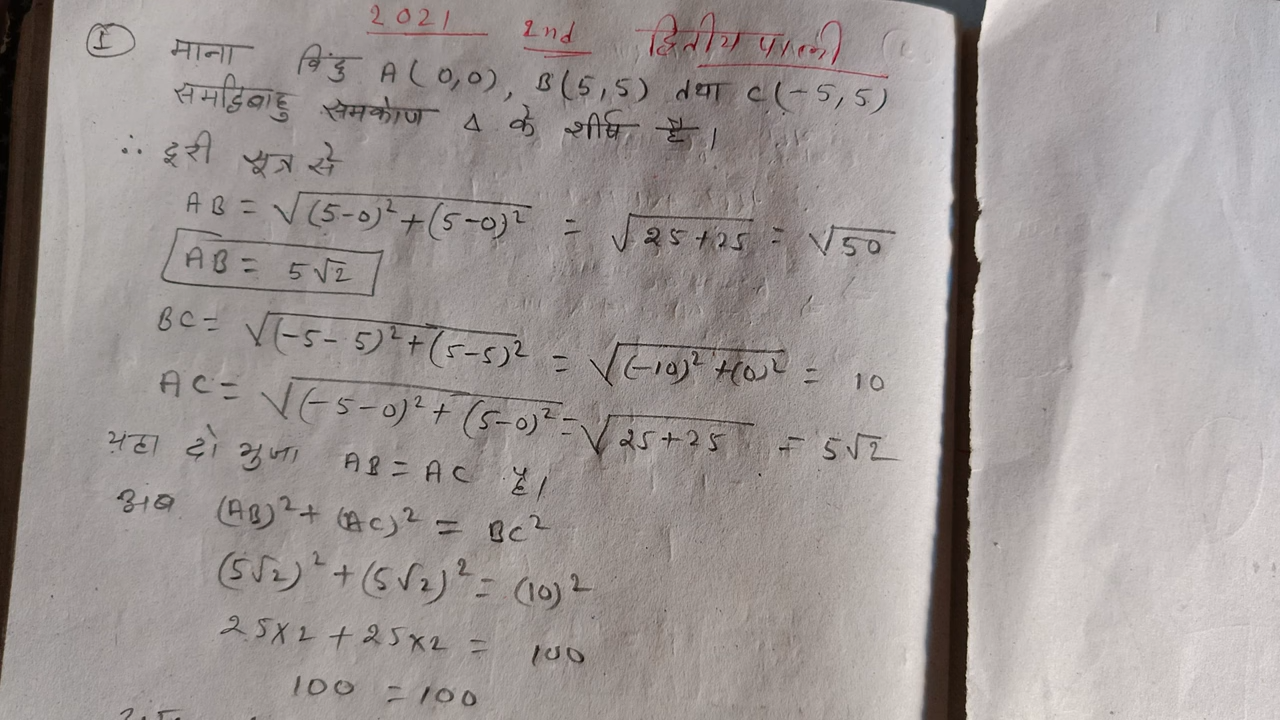 2021 2nd द्वितीय पाली
(I) माना बिंदु A(0,0), B(5,5) तथा C(-5,5)
समद्विबाहु समकोण Δ के शीर्ष है।
∴ दूरी सूत्र से
AB = √(5-0)² + (5-0)² = √25+25 = √50
AB = 5√2
BC = √(-5-5)² + (5-5)² = √(-10)² + (0)² = 10
AC = √(-5-0)² + (5-0)² = √25+25 = 5√2
यहा दो भुजा AB = AC है।
अब (AB)² + (AC)² = BC²
(5√2)² + (5√2)² = (10)²
25×2 + 25×2 = 100
100 = 100